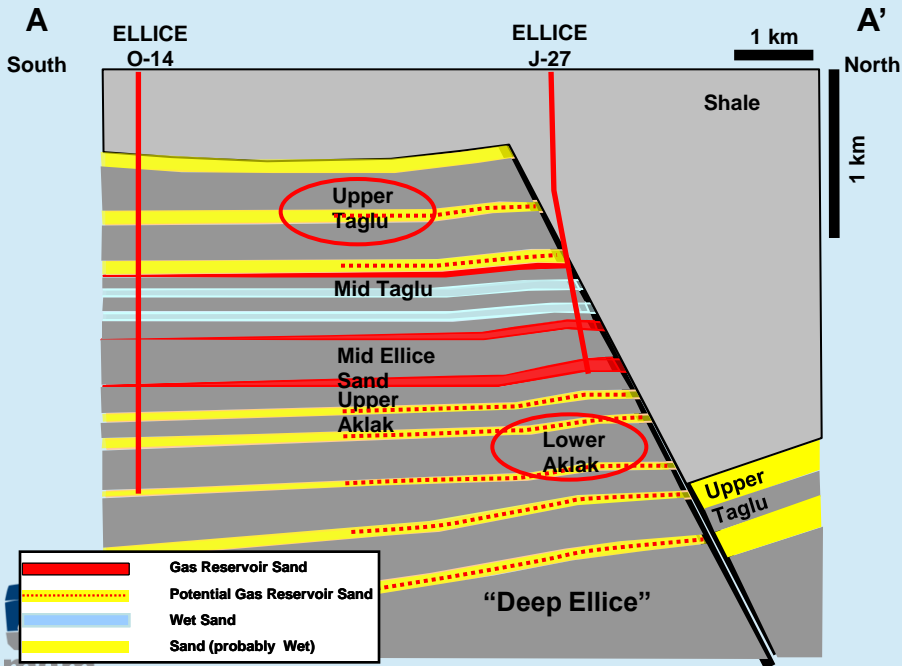 A
A'
ELLICE
O-14
ELLICE
J-27
1 km
South
North
Shale
1 km
Upper
Taglu
Mid Taglu
Mid Ellice
Sand
Upper
Aklak
Lower
Aklak
Upper
Taglu
"Deep Ellice"
Gas Reservoir Sand
Potential Gas Reservoir Sand
Wet Sand
Sand (probably Wet)